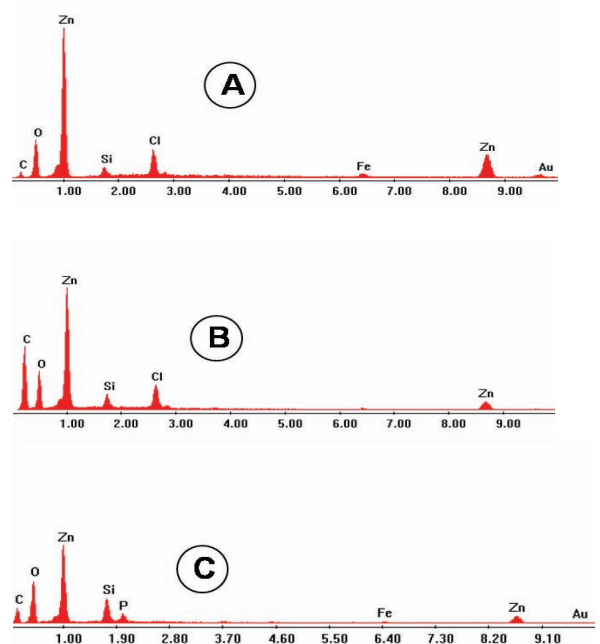 Zn
A
O
Cl
Zn
C
Si
Fe
Au
1.00 2.00 3.00 4.00 5.00 6.00 7.00 8.00 9.00
Zn
B
C
O
Si
Cl
Zn
1.00 2.00 3.00 4.00 5.00 6.00 7.00 8.00 9.00
Zn
C
O
Si
C
P
Fe
Zn
Au
1.00 1.90 2.80 3.70 4.60 5.50 6.40 7.30 8.20 9.10